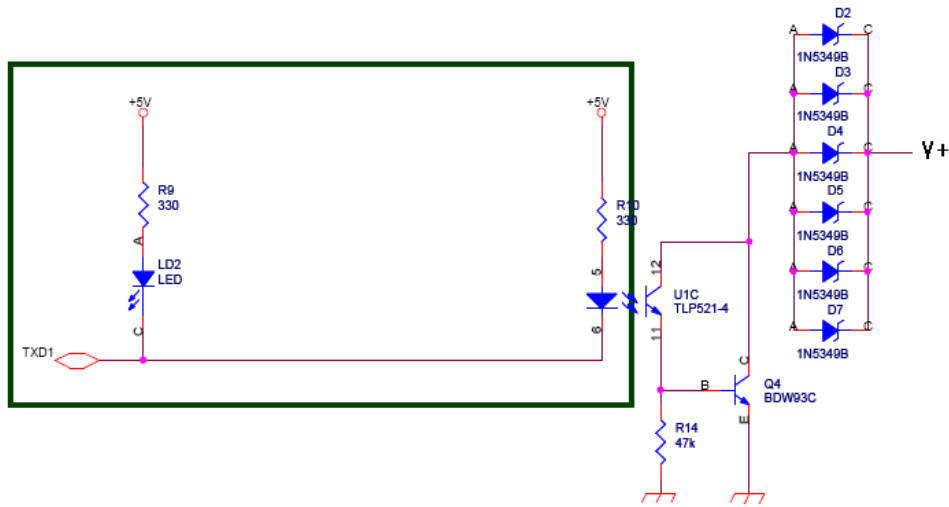 +5V
R9
330
A
LD2
LED
C
TXD1
+5V
R10
330
5
6
12
11
U1C
TLP521-4
B
C
E
Q4
BDW93C
R14
47k
D2
A
C
1N5349B
D3
A
C
1N5349B
D4
A
C
V+
1N5349B
D5
A
C
1N5349B
D6
A
C
1N5349B
D7
A
C
1N5349B